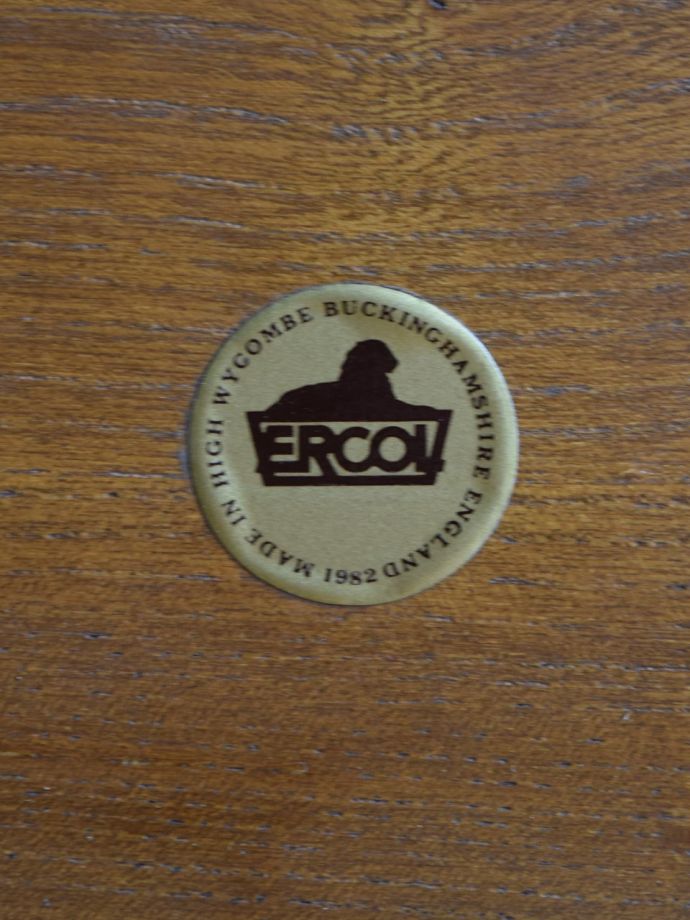 MADE IN HIGH WYCOMBE BUCKINGHAMSHIRE ENGLAND
ERCOL
1982